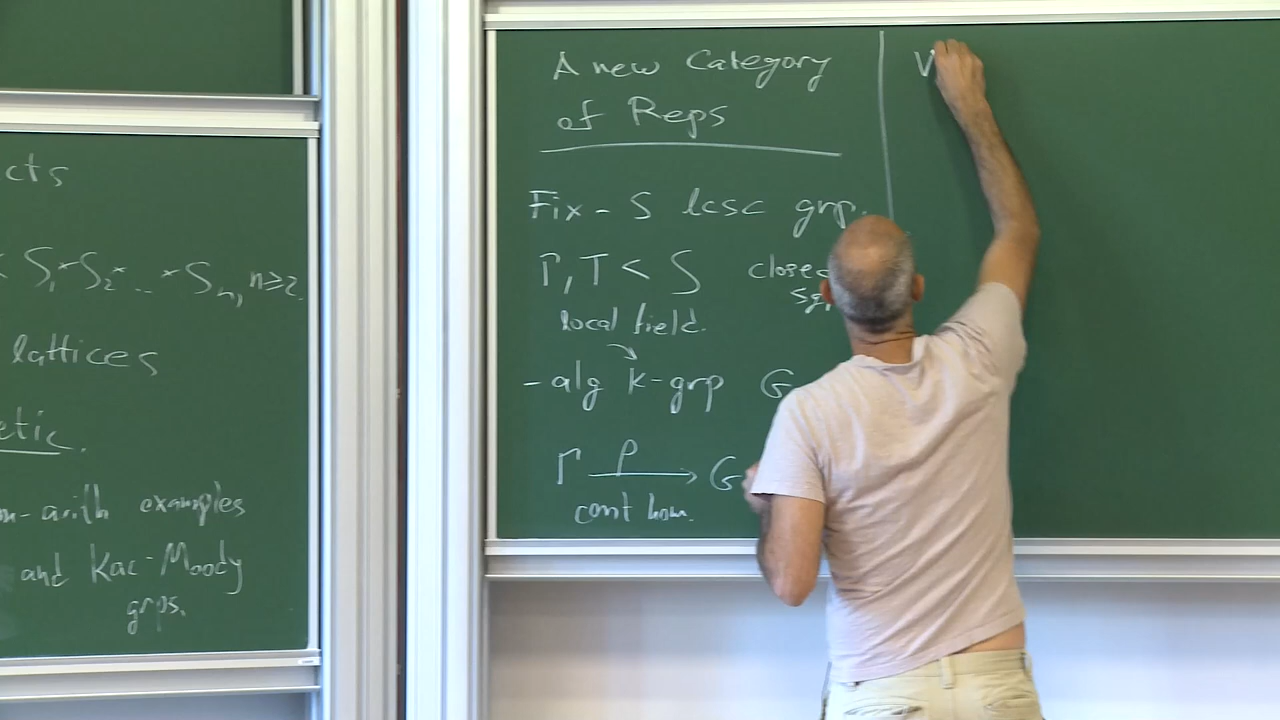 cts
S₁ × S₂ × ... × Sₙ, n≥2.
lattices
etic.
n-arith examples
and Kac-Moody
grps.
A new Category
of Reps
Fix - S lcsc grp.
Γ, T < S closed
sg
local field.
- alg k-grp G
Γ ρ→ G
cont hom.
V